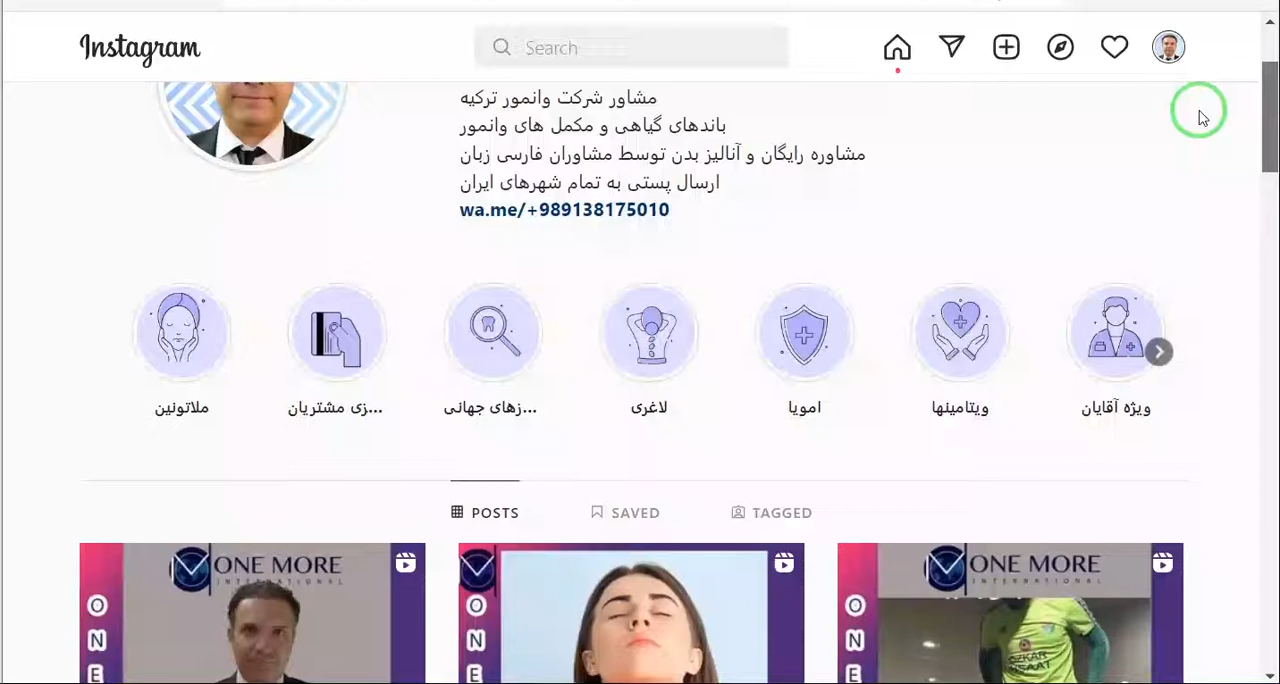 Instagram
Search
مشاور شرکت وانمور ترکیه
باندهای گیاهی و مکمل های وانمور
مشاوره رایگان و آنالیز بدن توسط مشاوران فارسی زبان
ارسال پستی به تمام شهرهای ایران
wa.me/+989138175010
ملاتونین
...زی مشتریان
...زهای جهانی
لاغری
امویا
ویتامینها
ویژه آقایان
POSTS
SAVED
TAGGED
ONE MORE
INTERNATIONAL
O
N
E
O
N
E
ONE MORE
INTERNATIONAL
O
N
E
OZKAR